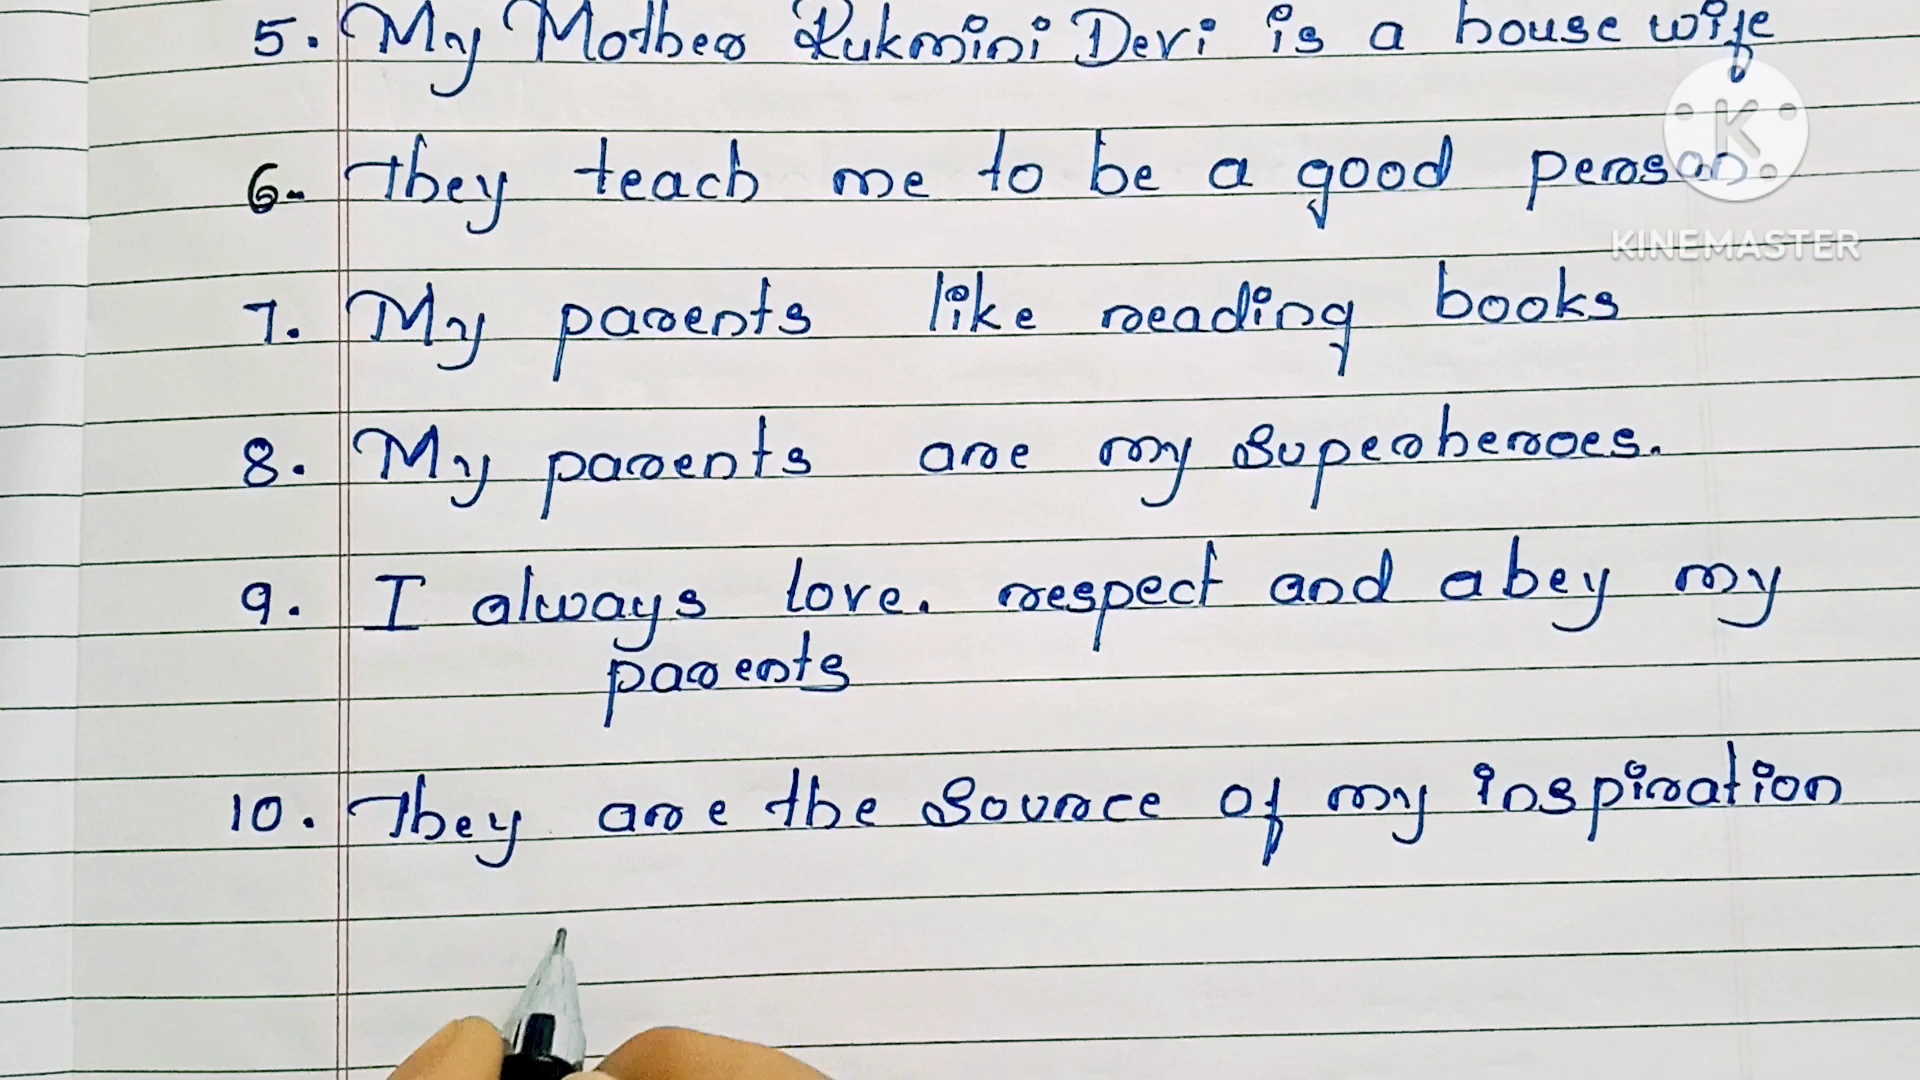 5. My Mother Rukmini Devi is a house wife
6. They teach me to be a good person.
K
KINEMASTER
7. My parents like reading books
8. My parents are my Superheroes.
9. I always love. respect and abey my
parents
10. They are the Source of my inspiration